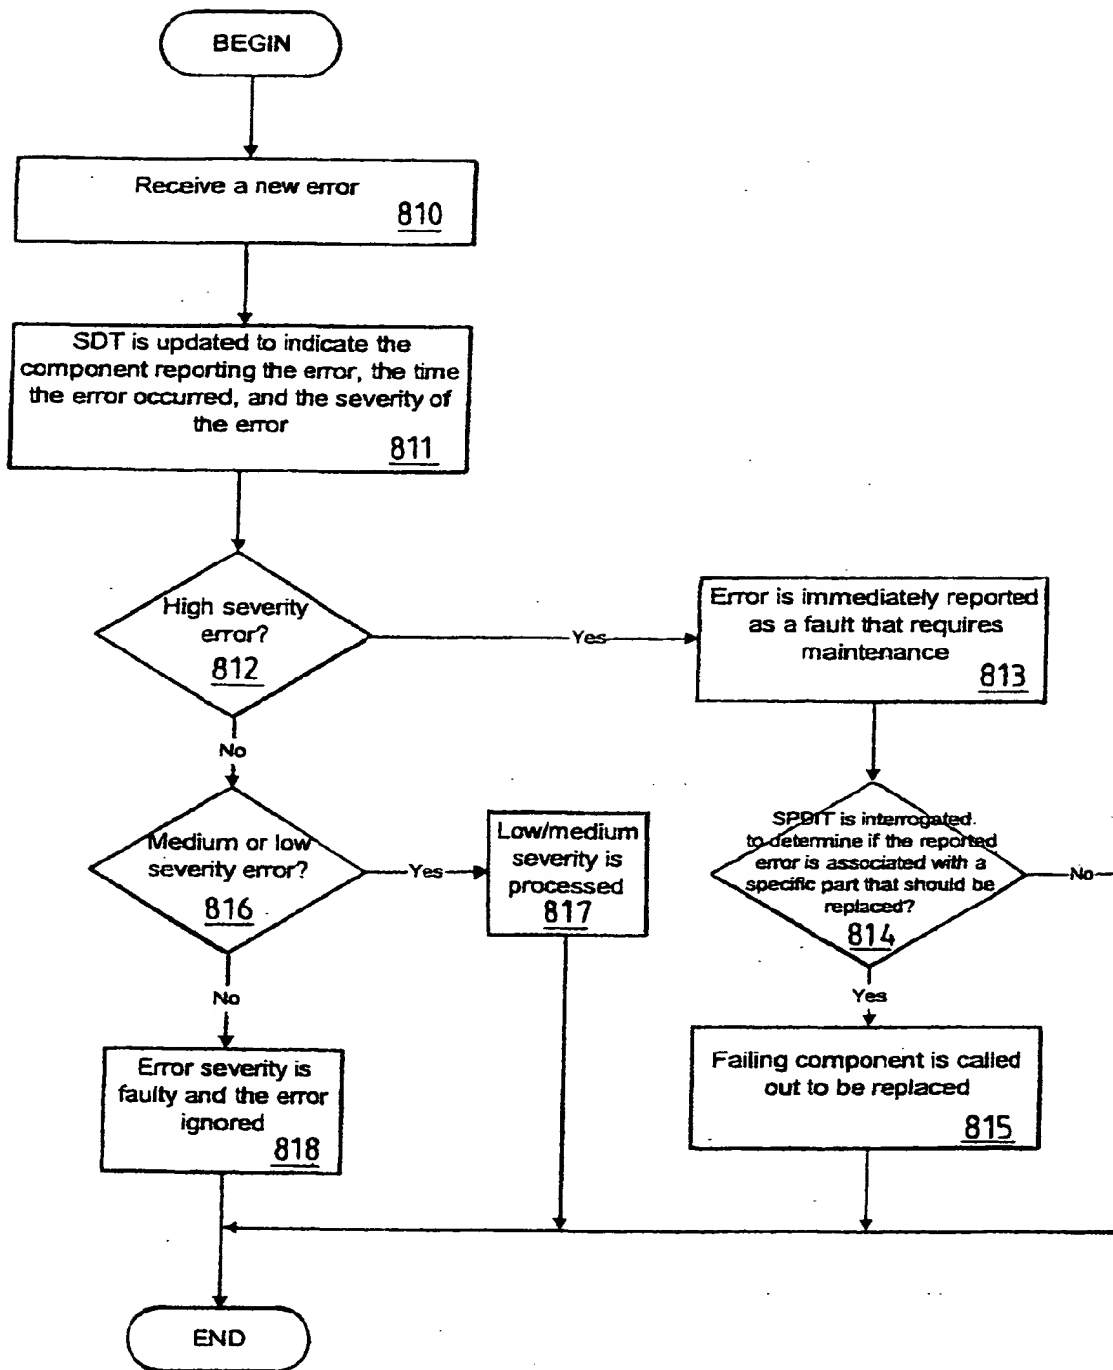 BEGIN
Receive a new error
810
SDT is updated to indicate the
component reporting the error, the time
the error occurred, and the severity of
the error
811
High severity
error?
812
Yes
Error is immediately reported
as a fault that requires
maintenance
813
No
Medium or low
severity error?
816
Yes
Low/medium
severity is
processed
817
SPDIT is interrogated
to determine if the reported
error is associated with a
specific part that should be
replaced?
814
No
No
Yes
Error severity is
faulty and the error
ignored
818
Failing component is called
out to be replaced
815
END